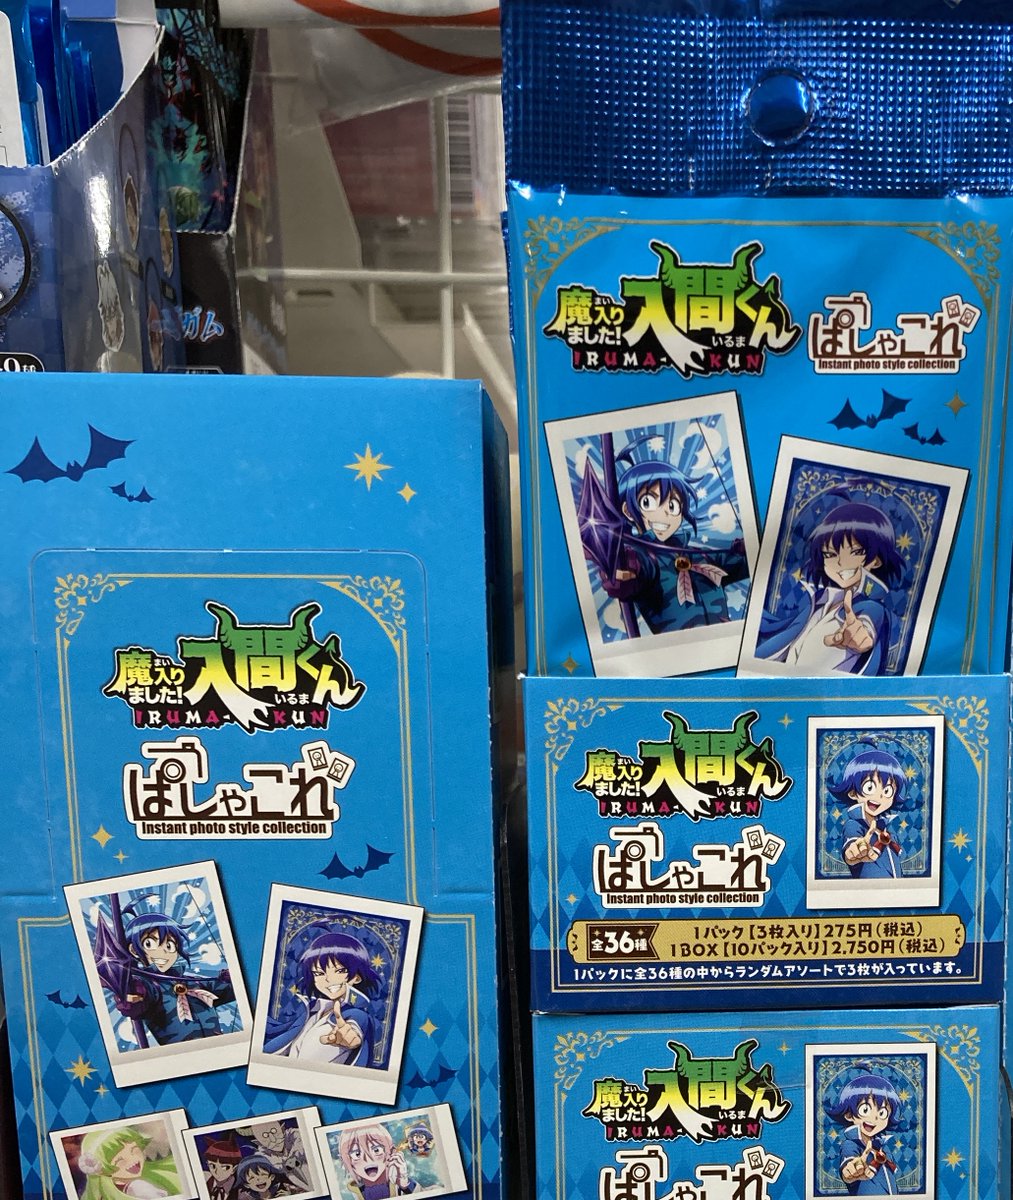 ガム
魔入りました!入間くん
まい
いるま
IRUMA-KUN
ぱしゃこれ
Instant photo style collection
魔入りました!入間くん
まい
いるま
IRUMA-KUN
ぱしゃこれ
Instant photo style collection
魔入りました!入間くん
まい
いるま
IRUMA-KUN
ぱしゃこれ
Instant photo style collection
全36種
1パック【3枚入り】275円(税込)
1BOX【10パック入り】2,750円(税込)
1パックに全36種の中からランダムアソートで3枚が入っています。
魔入りました!入間くん
まい
いるま
IRUMA-KUN
ぱしゃこれ